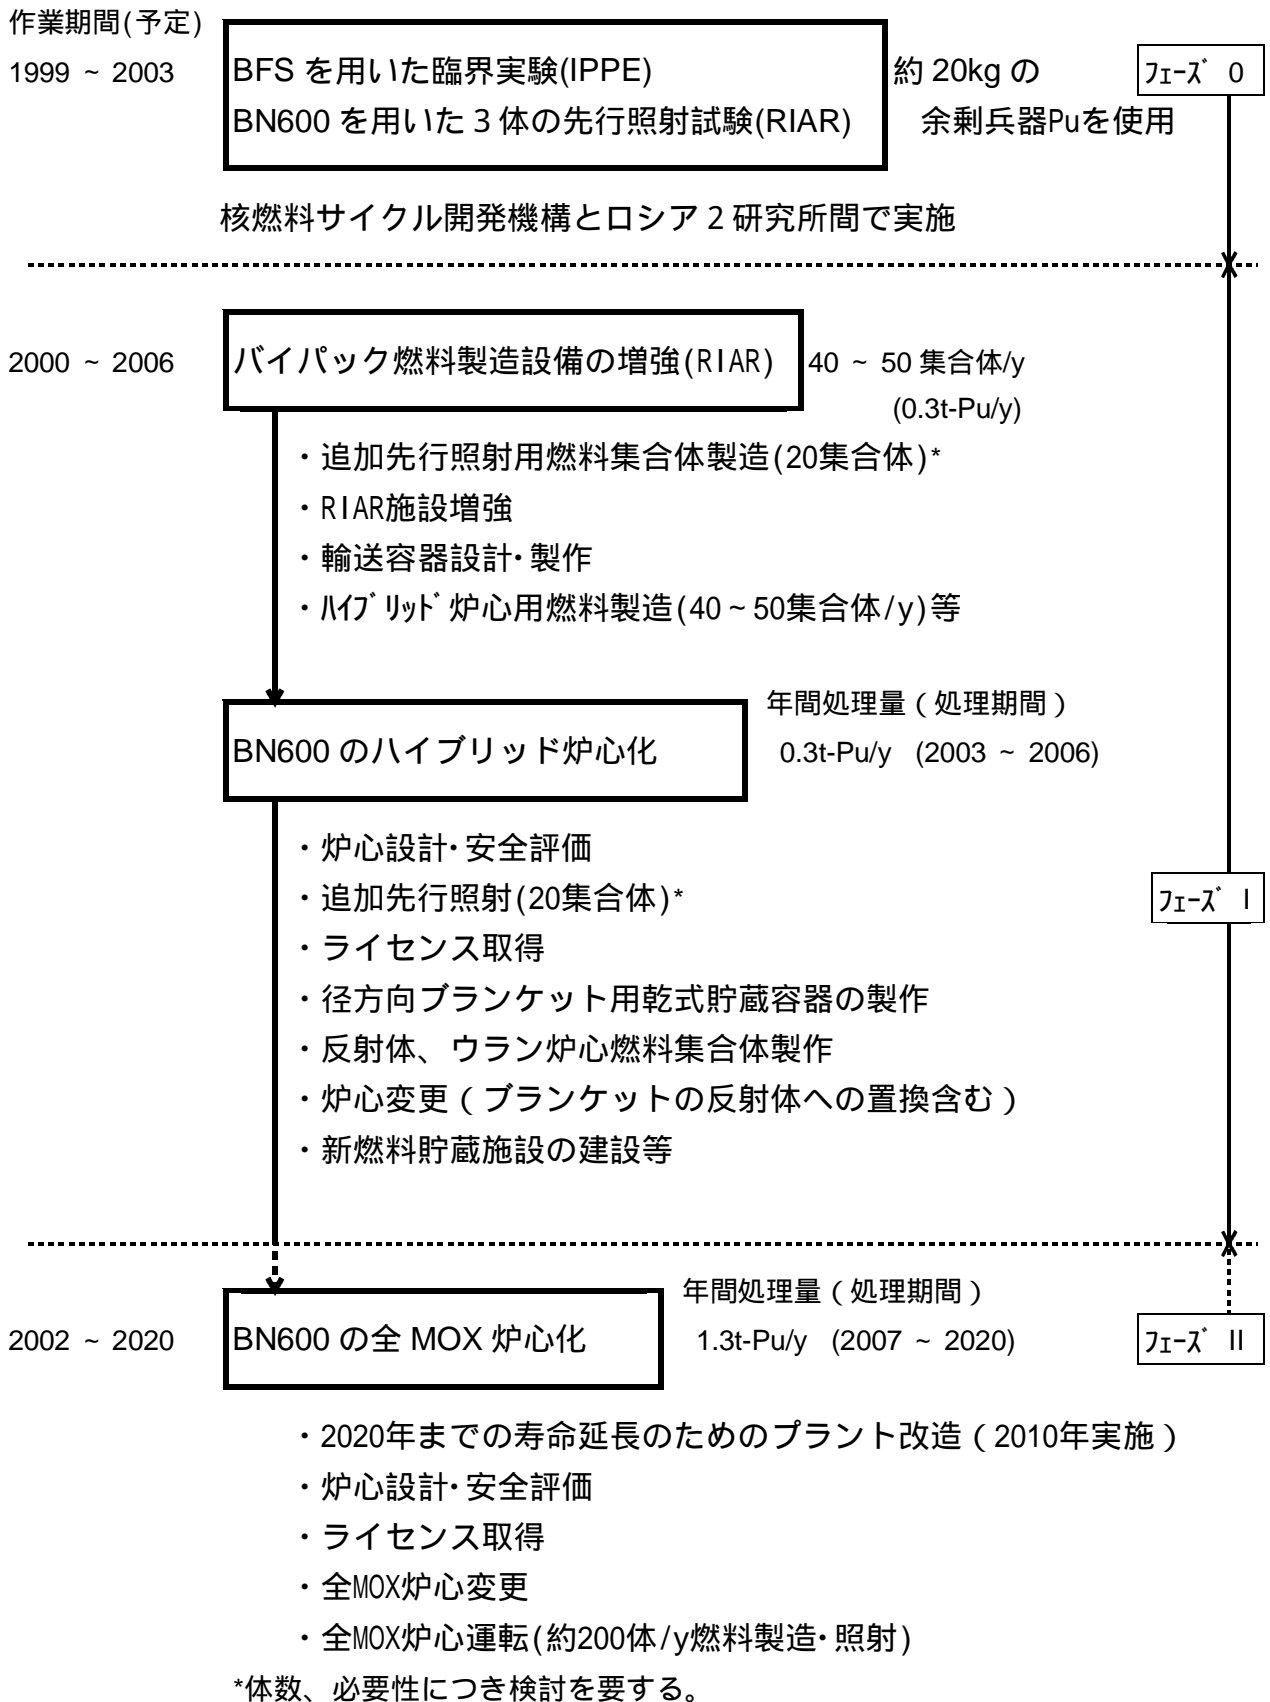 作業期間(予定)
1999 ~ 2003
BFS を用いた臨界実験(IPPE)
BN600 を用いた 3 体の先行照射試験(RIAR)
約 20kg の
余剰兵器Puを使用
ﾌｪｰｽﾞ 0
核燃料サイクル開発機構とロシア 2 研究所間で実施
2000 ~ 2006
バイパック燃料製造設備の増強(RIAR)
40 ~ 50 集合体/y
(0.3t-Pu/y)
・追加先行照射用燃料集合体製造(20集合体)*
・RIAR施設増強
・輸送容器設計･製作
・ﾊｲﾌﾞﾘｯﾄﾞ炉心用燃料製造(40~50集合体/y)等
BN600 のハイブリッド炉心化
年間処理量（処理期間）
0.3t-Pu/y (2003 ~ 2006)
・炉心設計･安全評価
・追加先行照射(20集合体)*
ﾌｪｰｽﾞ I
・ライセンス取得
・径方向ブランケット用乾式貯蔵容器の製作
・反射体、ウラン炉心燃料集合体製作
・炉心変更（ブランケットの反射体への置換含む）
・新燃料貯蔵施設の建設等
2002 ~ 2020
BN600 の全 MOX 炉心化
年間処理量（処理期間）
1.3t-Pu/y (2007 ~ 2020)
ﾌｪｰｽﾞ II
・2020年までの寿命延長のためのプラント改造（2010年実施）
・炉心設計･安全評価
・ライセンス取得
・全MOX炉心変更
・全MOX炉心運転(約200体/y燃料製造･照射)
*体数、必要性につき検討を要する。